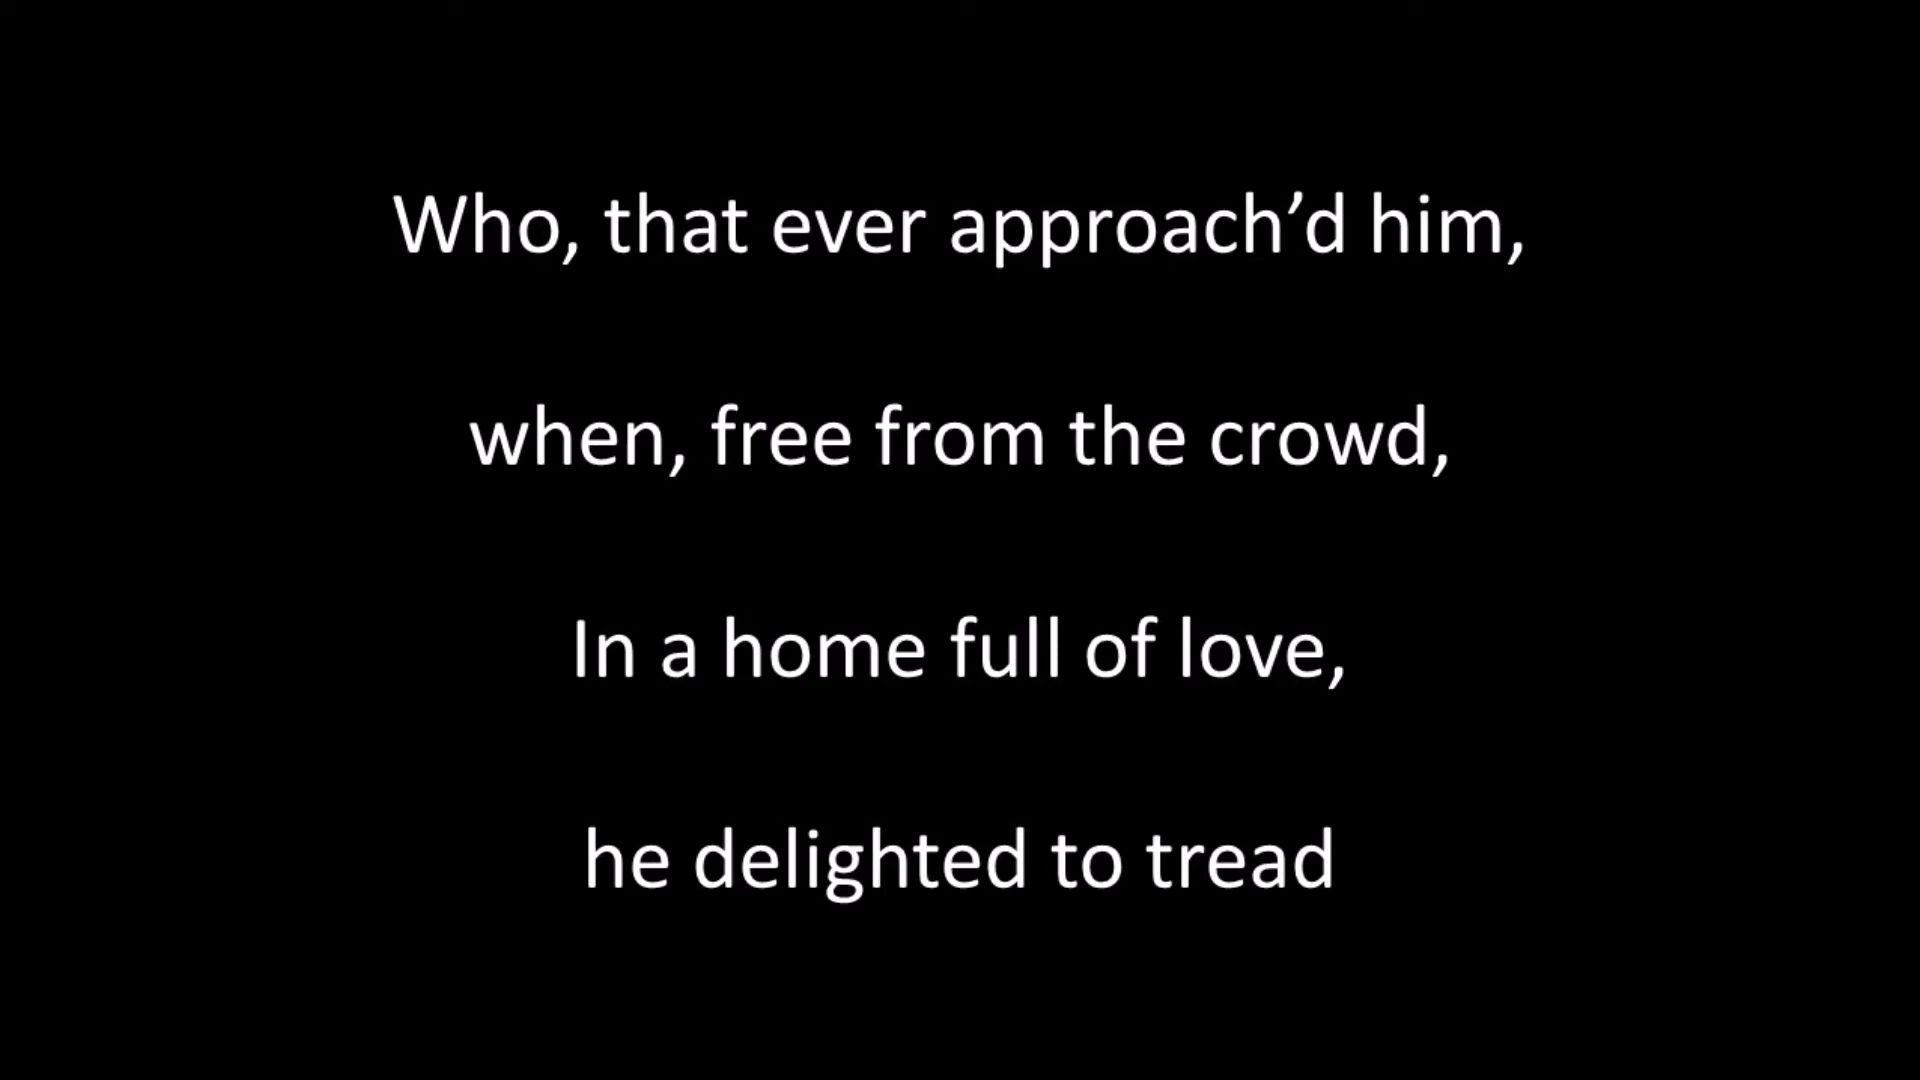 Who, that ever approach’d him,
when, free from the crowd,
In a home full of love,
he delighted to tread